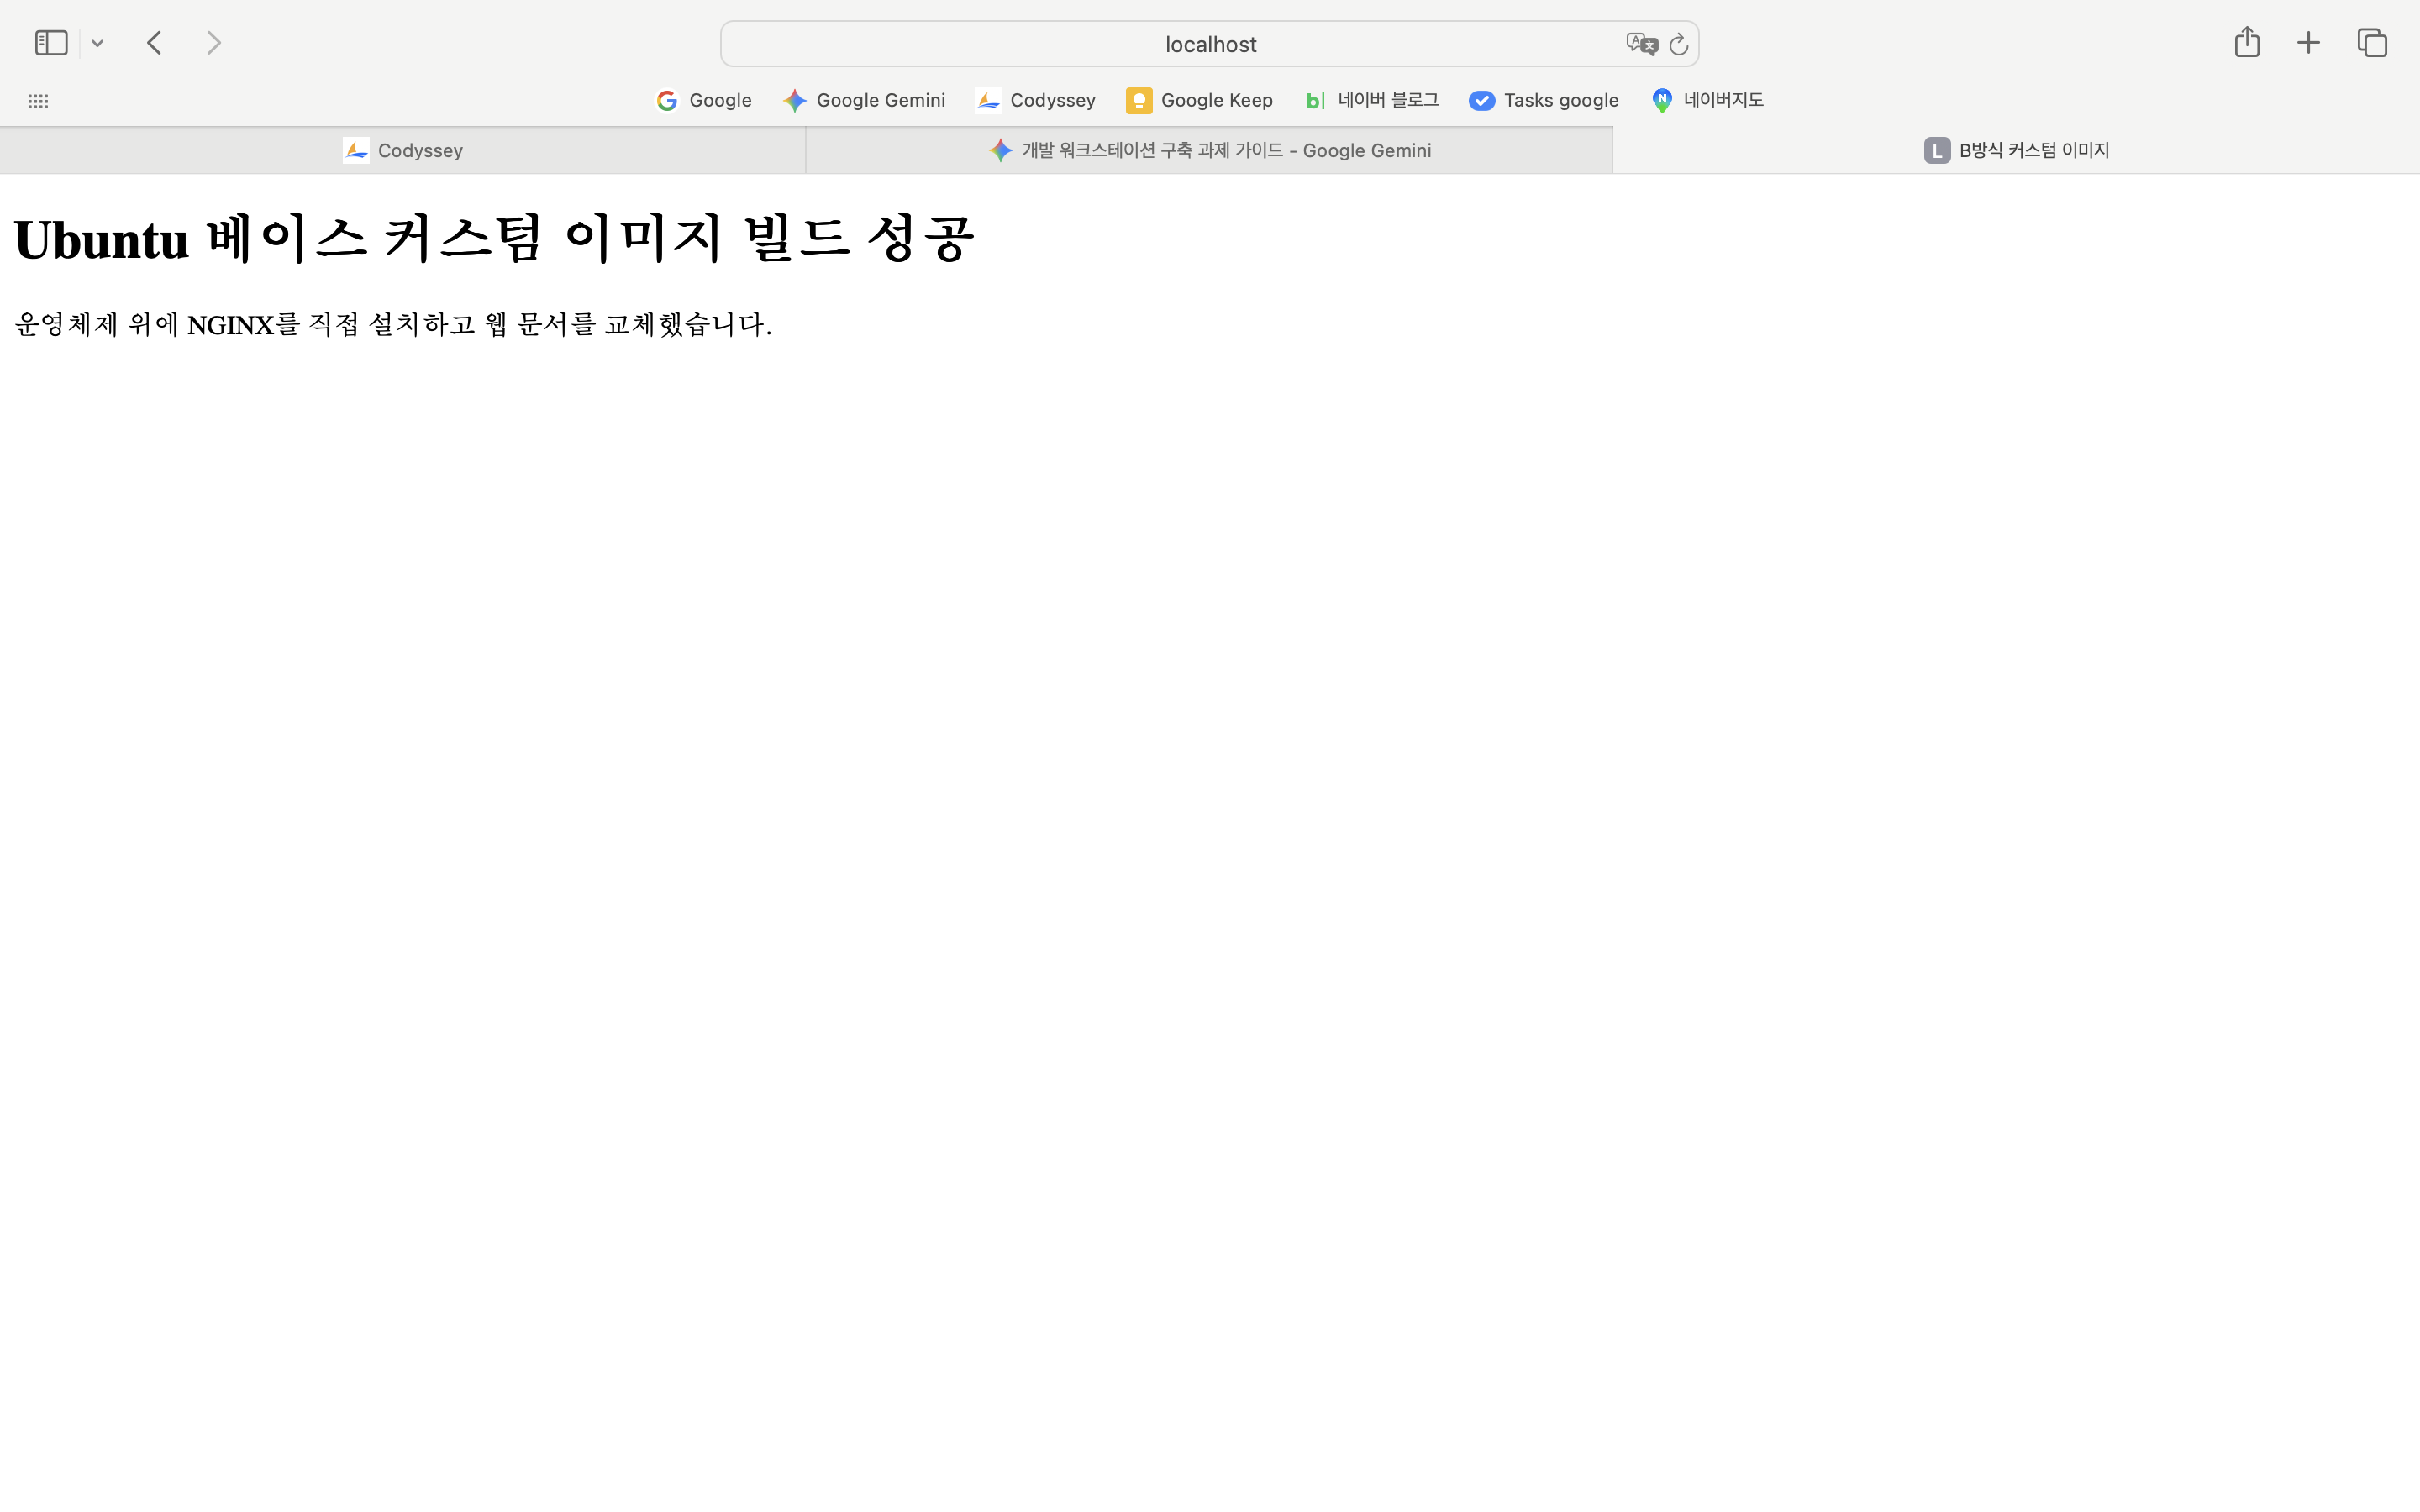 localhost
Google
Google Gemini
Codyssey
Google Keep
네이버 블로그
Tasks google
네이버지도
Codyssey
개발 워크스테이션 구축 과제 가이드 - Google Gemini
L B방식 커스텀 이미지
Ubuntu 베이스 커스텀 이미지 빌드 성공
운영체제 위에 NGINX를 직접 설치하고 웹 문서를 교체했습니다.